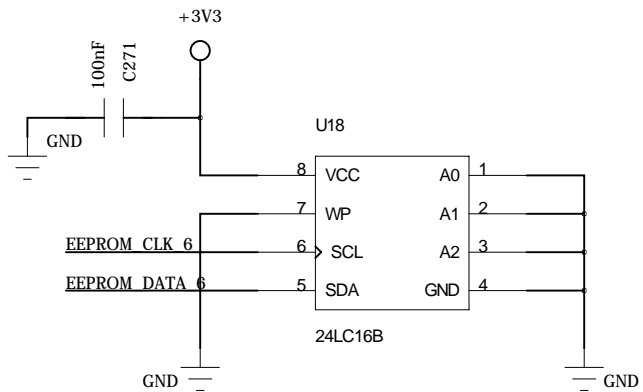 +3V3
100nF
C271
GND
U18
8 VCC A0 1
7 WP A1 2
EEPROM_CLK_6 6 SCL A2 3
EEPROM_DATA_6 5 SDA GND 4
24LC16B
GND
GND